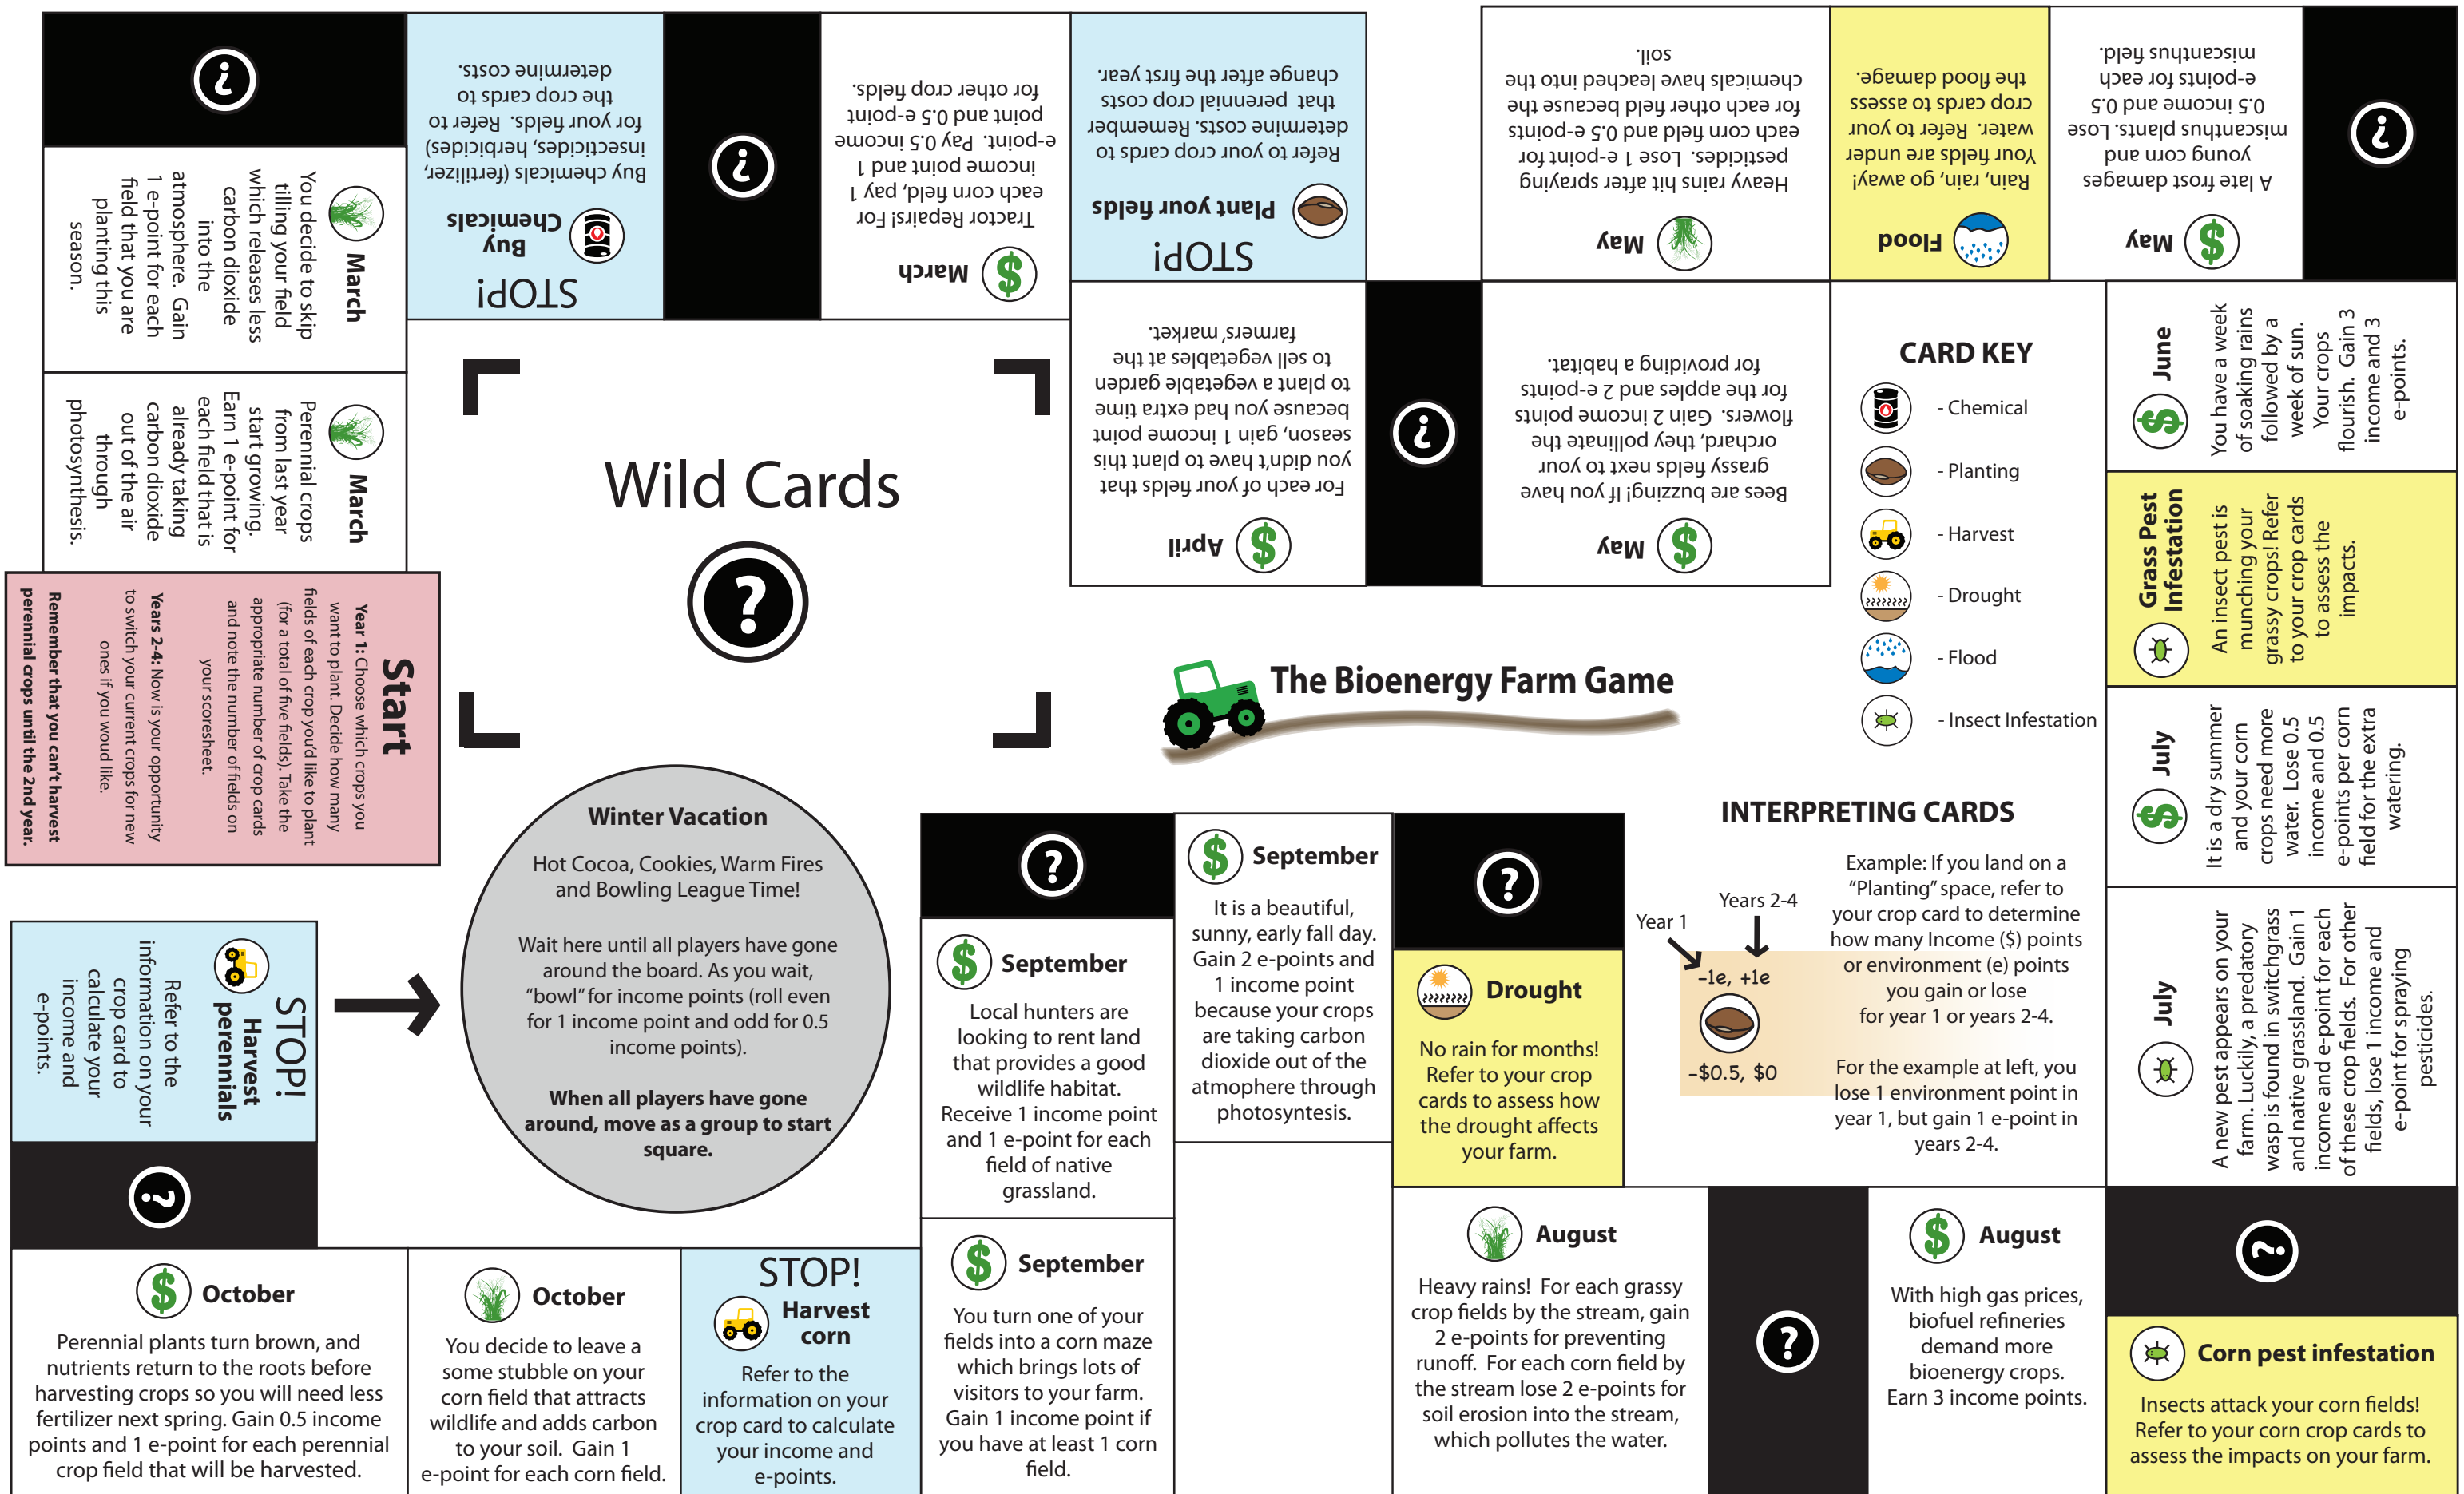 Start
Year 1: Choose which crops you
want to plant. Decide how many
fields of each crop you'd like to plant
(for a total of five fields). Take the
appropriate number of crop cards
and note the number of fields on
your scoresheet.
Years 2-4: Now is your opportunity
to switch your current crops for new
ones if you woud like.
Remember that you can't harvest
perennial crops until the 2nd year.
March
Perennial crops
from last year
start growing.
Earn 1 e-point for
each field that is
already taking
carbon dioxide
out of the air
through
photosynthesis.
March
You decide to skip
tilling your field
which releases less
carbon dioxide
into the
atmosphere. Gain
1 e-point for each
field that you are
planting this
season.
?
STOP!
Buy
Chemicals
Buy chemicals (fertilizer,
insecticides, herbicides)
for your fields. Refer to
the crop cards to
determine costs.
?
$
March
Tractor Repairs! For
each corn field, pay 1
income point and 1
e-point. Pay 0.5 income
point and 0.5 e-point
for other crop fields.
STOP!
Plant your fields
Refer to your crop cards to
determine costs. Remember
that perennial crop costs
change after the first year.
$
April
For each of your fields that
you didn't have to plant this
season, gain 1 income point
because you had extra time
to plant a vegetable garden
to sell vegetables at the
farmers' market.
?
$
May
Bees are buzzing! If you have
grassy fields next to your
orchard, they pollinate the
flowers. Gain 2 income points
for the apples and 2 e-points
for providing a habitat.
May
Heavy rains hit after spraying
pesticides. Lose 1 e-point for
each corn field and 0.5 e-points
for each other field because the
chemicals have leached into the
soil.
Flood
Rain, rain, go away!
Your fields are under
water. Refer to your
crop cards to assess
the flood damage.
$
May
A late frost damages
young corn and
miscanthus plants. Lose
0.5 income and 0.5
e-points for each
miscanthus field.
?
$
June
You have a week
of soaking rains
followed by a
week of sun.
Your crops
flourish. Gain 3
income and 3
e-points.
Grass Pest
Infestation
An insect pest is
munching your
grassy crops! Refer
to your crop cards
to assess the
impacts.
$
July
It is a dry summer
and your corn
crops need more
water. Lose 0.5
income and 0.5
e-points per corn
field for the extra
watering.
July
A new pest appears on your
farm. Luckily, a predatory
wasp is found in switchgrass
and native grassland. Gain 1
income and e-point for each
of these crop fields. For other
fields, lose 1 income and
e-point for spraying
pesticides.
?
Corn pest infestation
Insects attack your corn fields!
Refer to your corn crop cards to
assess the impacts on your farm.
$
August
With high gas prices,
biofuel refineries
demand more
bioenergy crops.
Earn 3 income points.
?
August
Heavy rains! For each grassy
crop fields by the stream, gain
2 e-points for preventing
runoff. For each corn field by
the stream lose 2 e-points for
soil erosion into the stream,
which pollutes the water.
Drought
No rain for months!
Refer to your crop
cards to assess how
the drought affects
your farm.
?
$
September
It is a beautiful,
sunny, early fall day.
Gain 2 e-points and
1 income point
because your crops
are taking carbon
dioxide out of the
atmophere through
photosyntesis.
?
$
September
Local hunters are
looking to rent land
that provides a good
wildlife habitat.
Receive 1 income point
and 1 e-point for each
field of native
grassland.
$
September
You turn one of your
fields into a corn maze
which brings lots of
visitors to your farm.
Gain 1 income point if
you have at least 1 corn
field.
STOP!
Harvest
corn
Refer to the
information on your
crop card to calculate
your income and
e-points.
October
You decide to leave a
some stubble on your
corn field that attracts
wildlife and adds carbon
to your soil. Gain 1
e-point for each corn field.
$
October
Perennial plants turn brown, and
nutrients return to the roots before
harvesting crops so you will need less
fertilizer next spring. Gain 0.5 income
points and 1 e-point for each perennial
crop field that will be harvested.
?
STOP!
Harvest
perennials
Refer to the
information on your
crop card to
calculate your
income and
e-points.
Winter Vacation
Hot Cocoa, Cookies, Warm Fires
and Bowling League Time!
Wait here until all players have gone
around the board. As you wait,
"bowl" for income points (roll even
for 1 income point and odd for 0.5
income points).
When all players have gone
around, move as a group to start
square.
Wild Cards
?
The Bioenergy Farm Game
CARD KEY
- Chemical
- Planting
- Harvest
- Drought
- Flood
- Insect Infestation
INTERPRETING CARDS
Year 1
Years 2-4
-1e, +1e
-$0.5, $0
Example: If you land on a
"Planting" space, refer to
your crop card to determine
how many Income ($) points
or environment (e) points
you gain or lose
for year 1 or years 2-4.
For the example at left, you
lose 1 environment point in
year 1, but gain 1 e-point in
years 2-4.